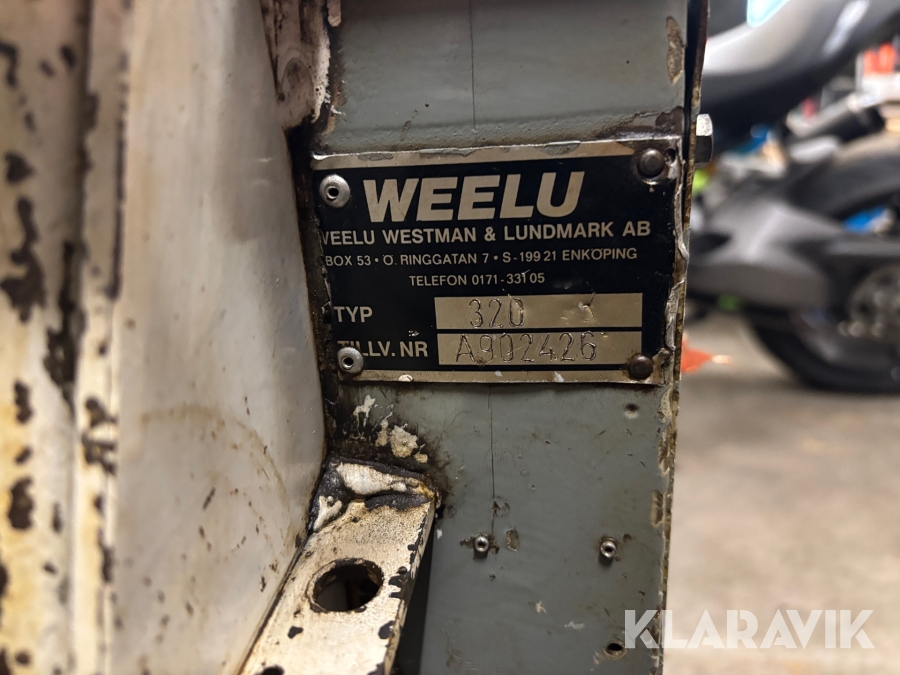 WEELU
WEELU WESTMAN & LUNDMARK AB
BOX 53 • Ö. RINGGATAN 7 • S-199 21 ENKÖPING
TELEFON 0171-331 05
TYP 320
TILLV. NR A902426
KLARAVIK